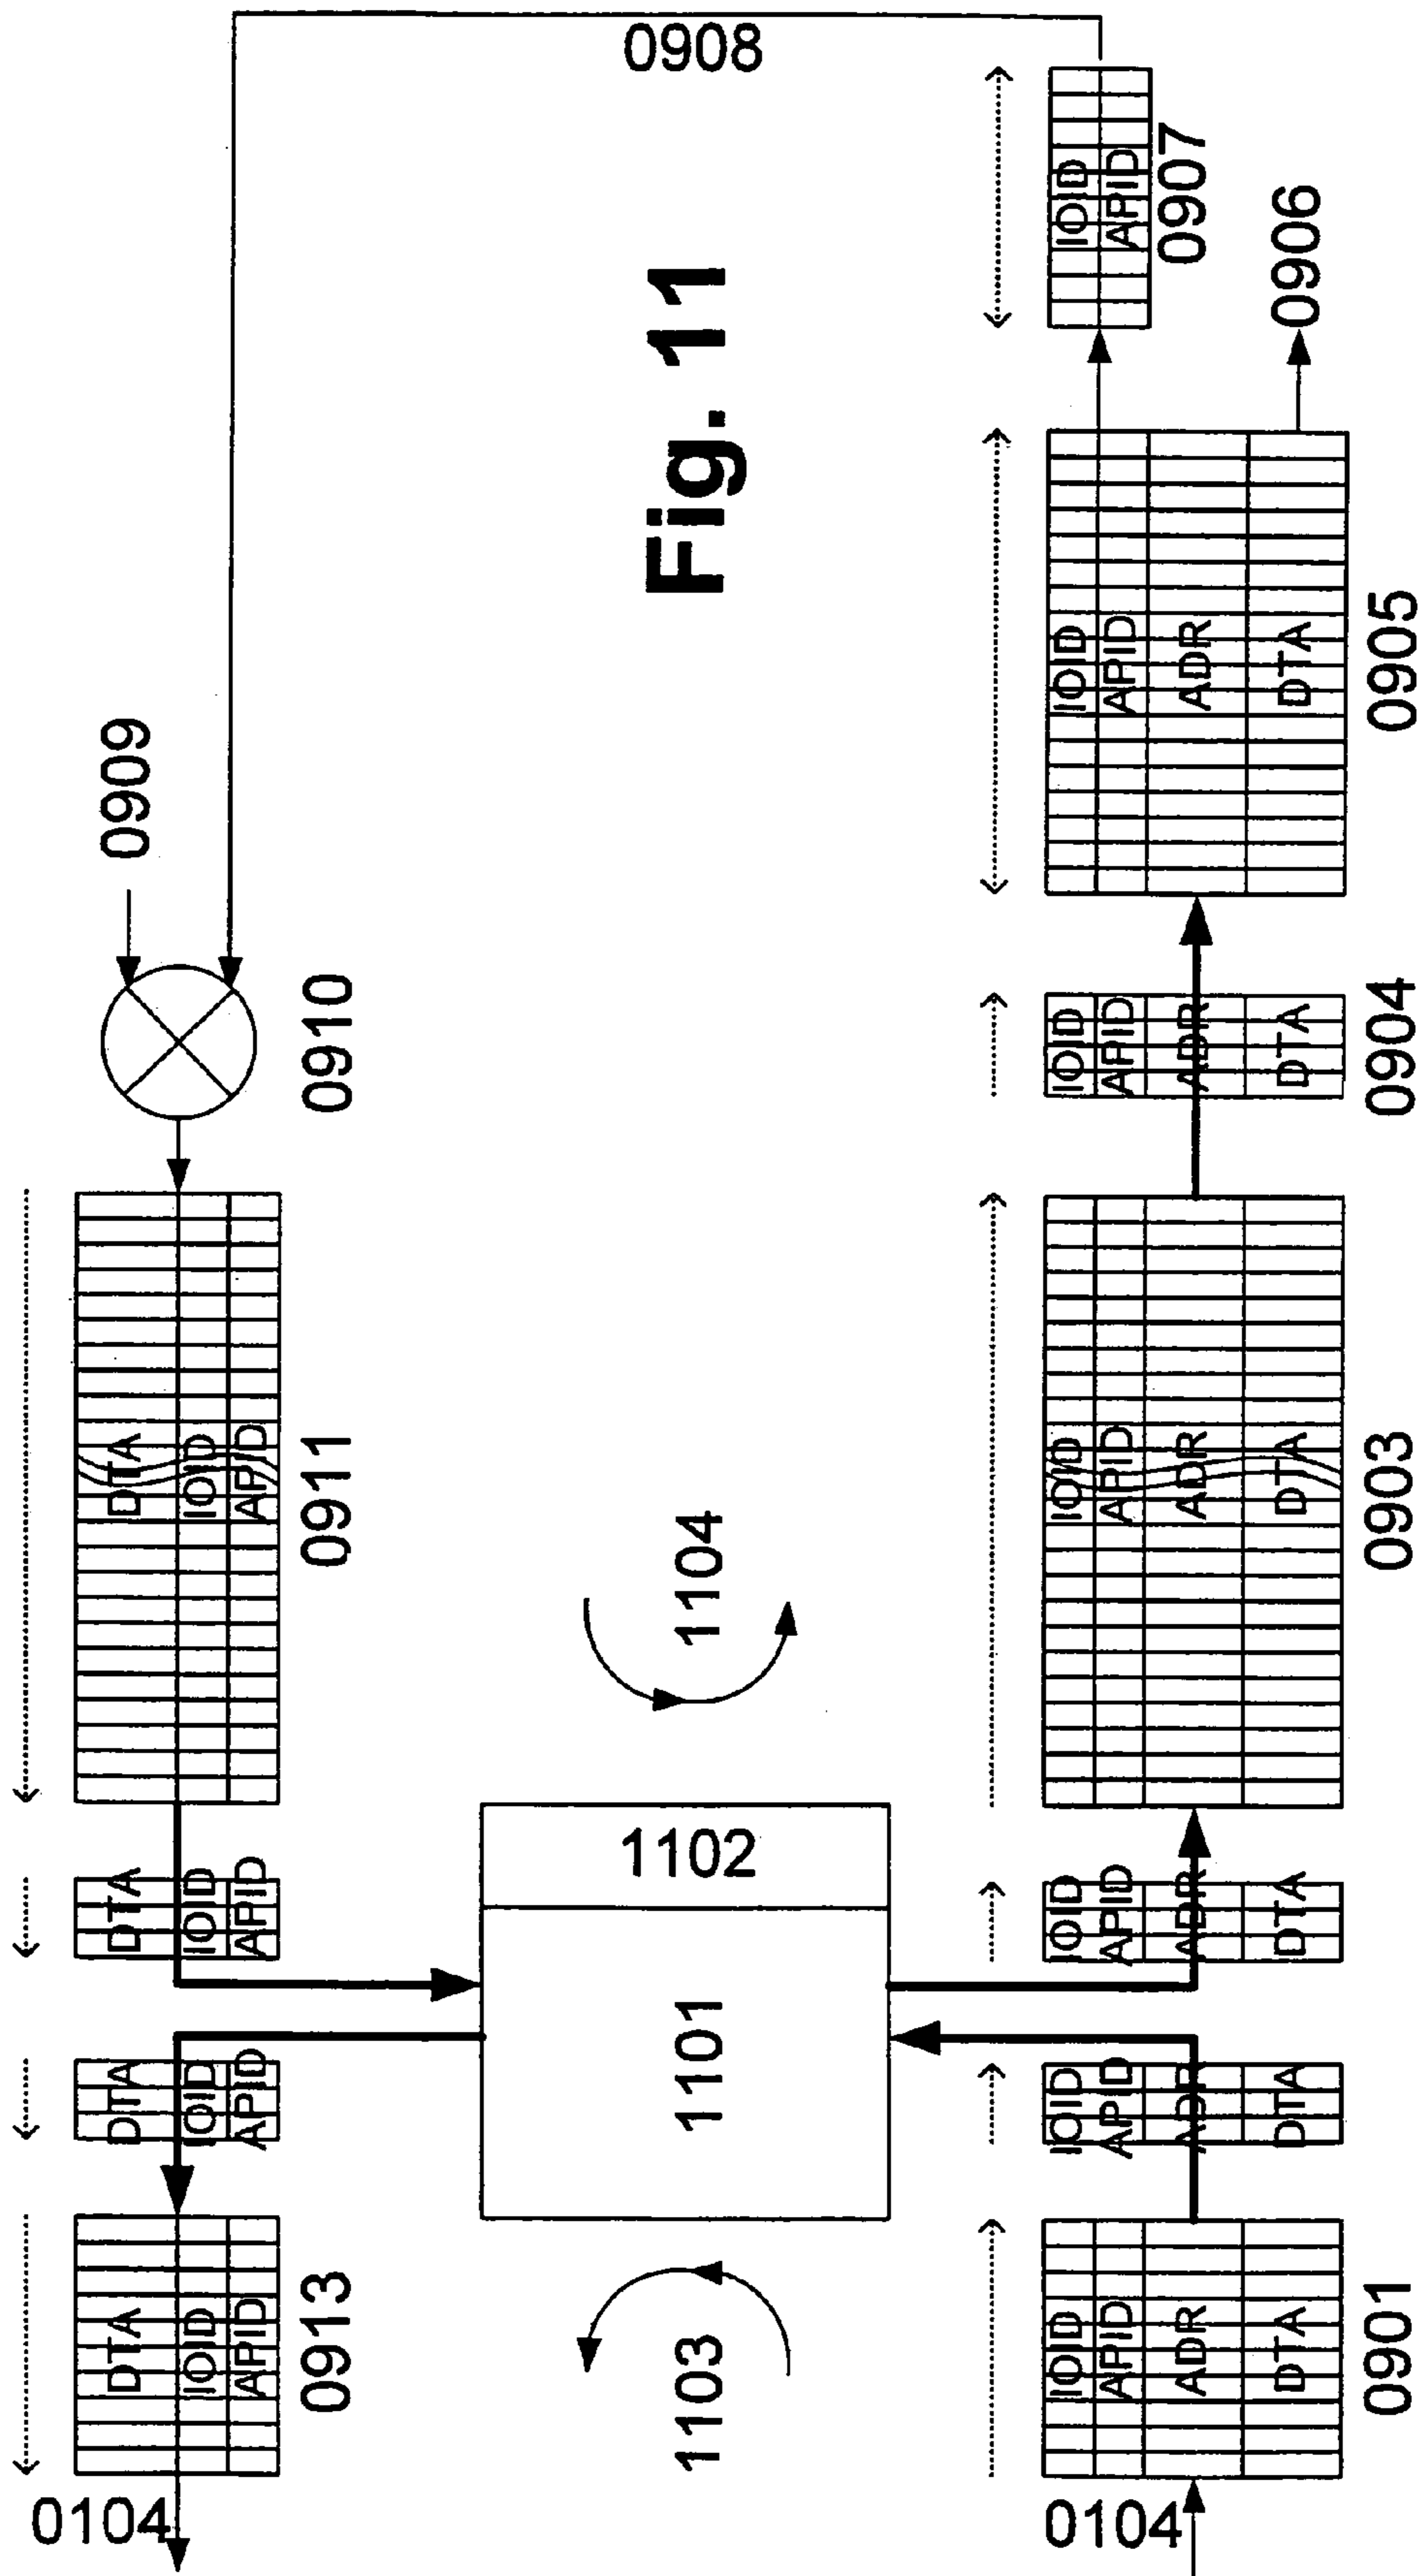 0908
IOID
APID
0907
0906
Fig. 11
0909
IOID
APID
ADR
DTA
0905
0910
IOID
APID
ADR
DTA
0904
DTA
IOID
APID
0911
IOID
APID
ADR
DTA
0903
1104
DTA
IOID
APID
1102
IOID
APID
ADR
DTA
1101
DTA
IOID
APID
IOID
APID
ADR
DTA
DTA
IOID
APID
0913
1103
IOID
APID
ADR
DTA
0901
0104
0104